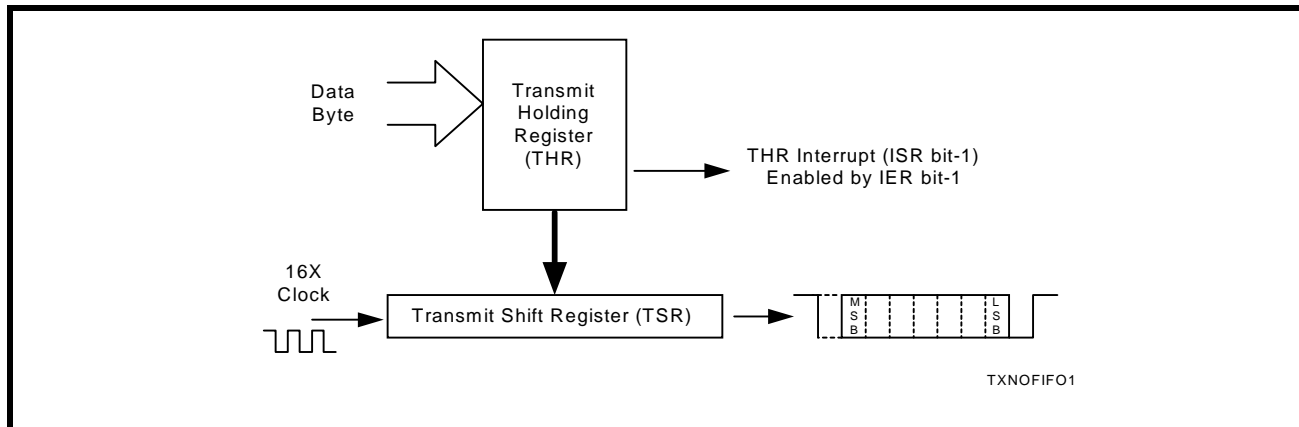 Data
Byte
Transmit
Holding
Register
(THR)
THR Interrupt (ISR bit-1)
Enabled by IER bit-1
16X
Clock
Transmit Shift Register (TSR)
M
S
B
L
S
B
TXNOFIFO1